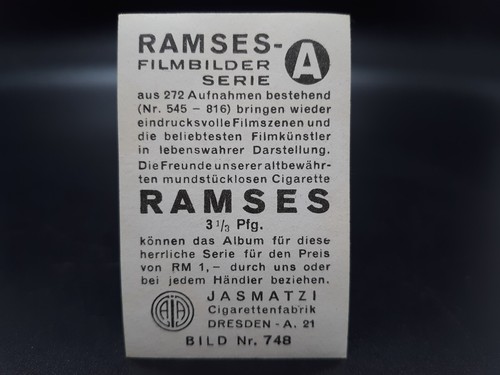 RAMSES-
FILMBILDER
SERIE
A
aus 272 Aufnahmen bestehend
(Nr. 545 - 816) bringen wieder
eindrucksvolle Filmszenen und
die beliebtesten Filmkünstler
in lebenswahrer Darstellung.
Die Freunde unserer altbewähr-
ten mundstücklosen Cigarette
RAMSES
3 1/3 Pfg.
können das Album für diese
herrliche Serie für den Preis
von RM 1,- durch uns oder
bei jedem Händler beziehen.
JASMATZI
Cigarettenfabrik
DRESDEN - A. 21
BILD Nr. 748